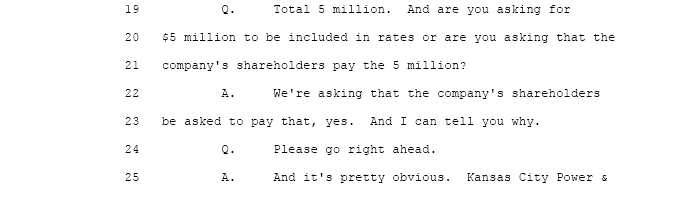 19 Q. Total 5 million. And are you asking for
20 $5 million to be included in rates or are you asking that the
21 company's shareholders pay the 5 million?
22 A. We're asking that the company's shareholders
23 be asked to pay that, yes. And I can tell you why.
24 Q. Please go right ahead.
25 A. And it's pretty obvious. Kansas City Power &